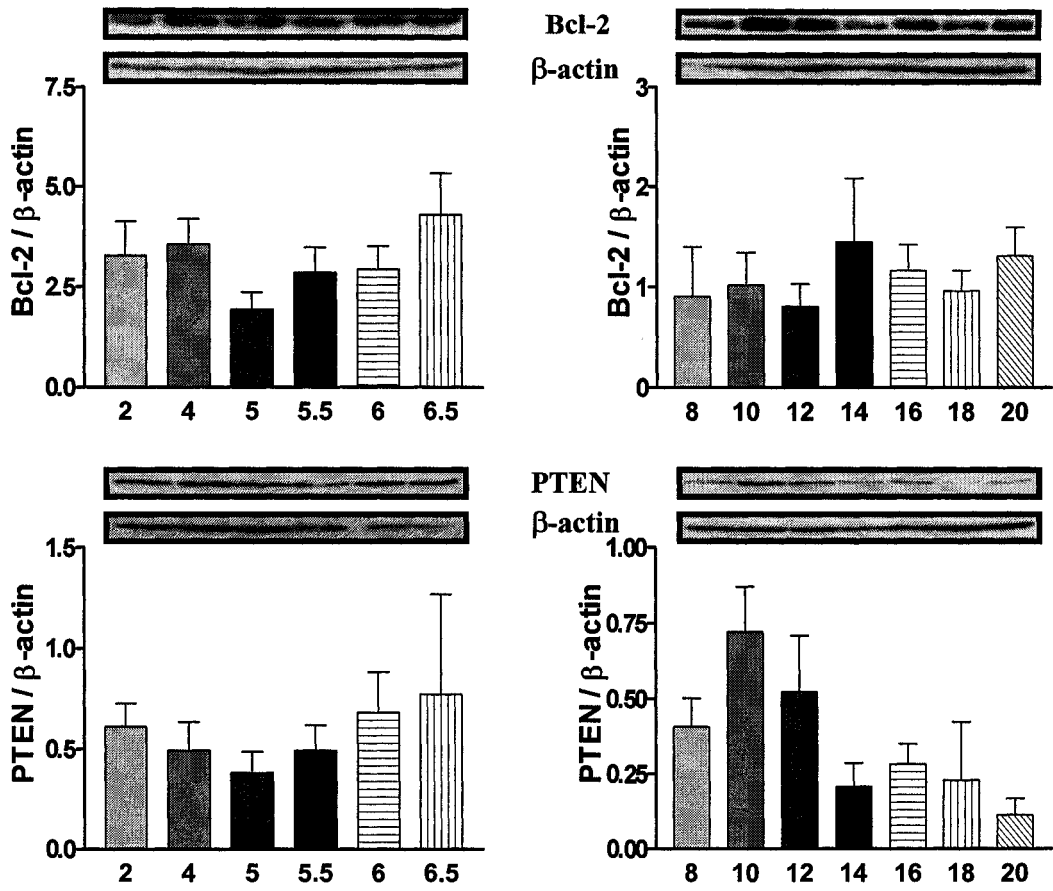 Bcl-2
β-actin
7.5
5.0
2.5
0.0
Bcl-2 / β-actin
2 4 5 5.5 6 6.5
3
2
1
0
Bcl-2 / β-actin
8 10 12 14 16 18 20
PTEN
β-actin
1.5
1.0
0.5
0.0
PTEN / β-actin
2 4 5 5.5 6 6.5
1.00
0.75
0.50
0.25
0.00
PTEN / β-actin
8 10 12 14 16 18 20